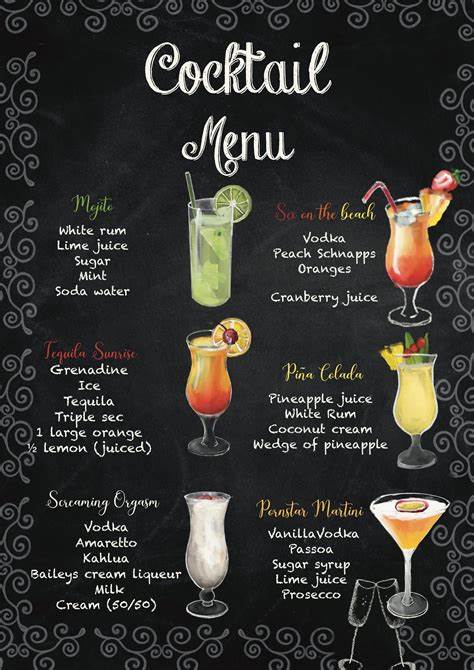 Cocktail
Menu
Mojito
White rum
Lime juice
Sugar
Mint
Soda water
Sex on the beach
Vodka
Peach Schnapps
Oranges
Cranberry juice
Tequila Sunrise
Grenadine
Ice
Tequila
Triple sec
1 large orange
½ lemon (juiced)
Piña Colada
Pineapple juice
White Rum
Coconut cream
Wedge of pineapple
Screaming Orgasm
Vodka
Amaretto
Kahlua
Baileys cream liqueur
Milk
Cream (50/50)
Pornstar Martini
VanillaVodka
Passoa
Sugar syrup
Lime juice
Prosecco